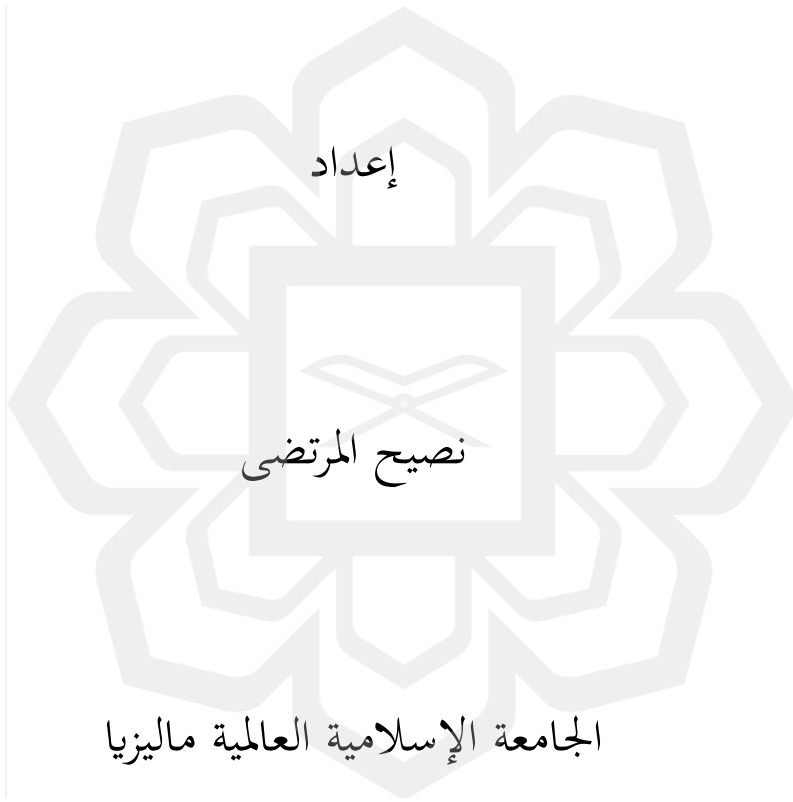 إعداد
نصيح المرتضى
الجامعة الإسلامية العالمية ماليزيا